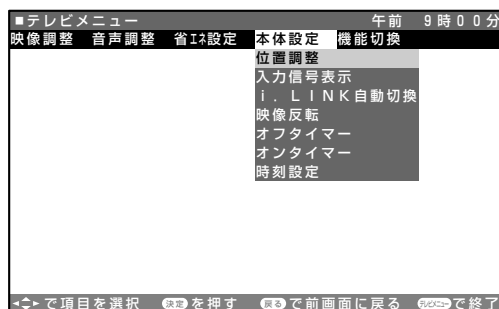 ■テレビメニュー 午前 9時00分
映像調整 音声調整 省エネ設定 本体設定 機能切換
位置調整
入力信号表示
i．LINK自動切換
映像反転
オフタイマー
オンタイマー
時刻設定
で項目を選択 決定を押す 戻るで前画面に戻る テレビメニューで終了